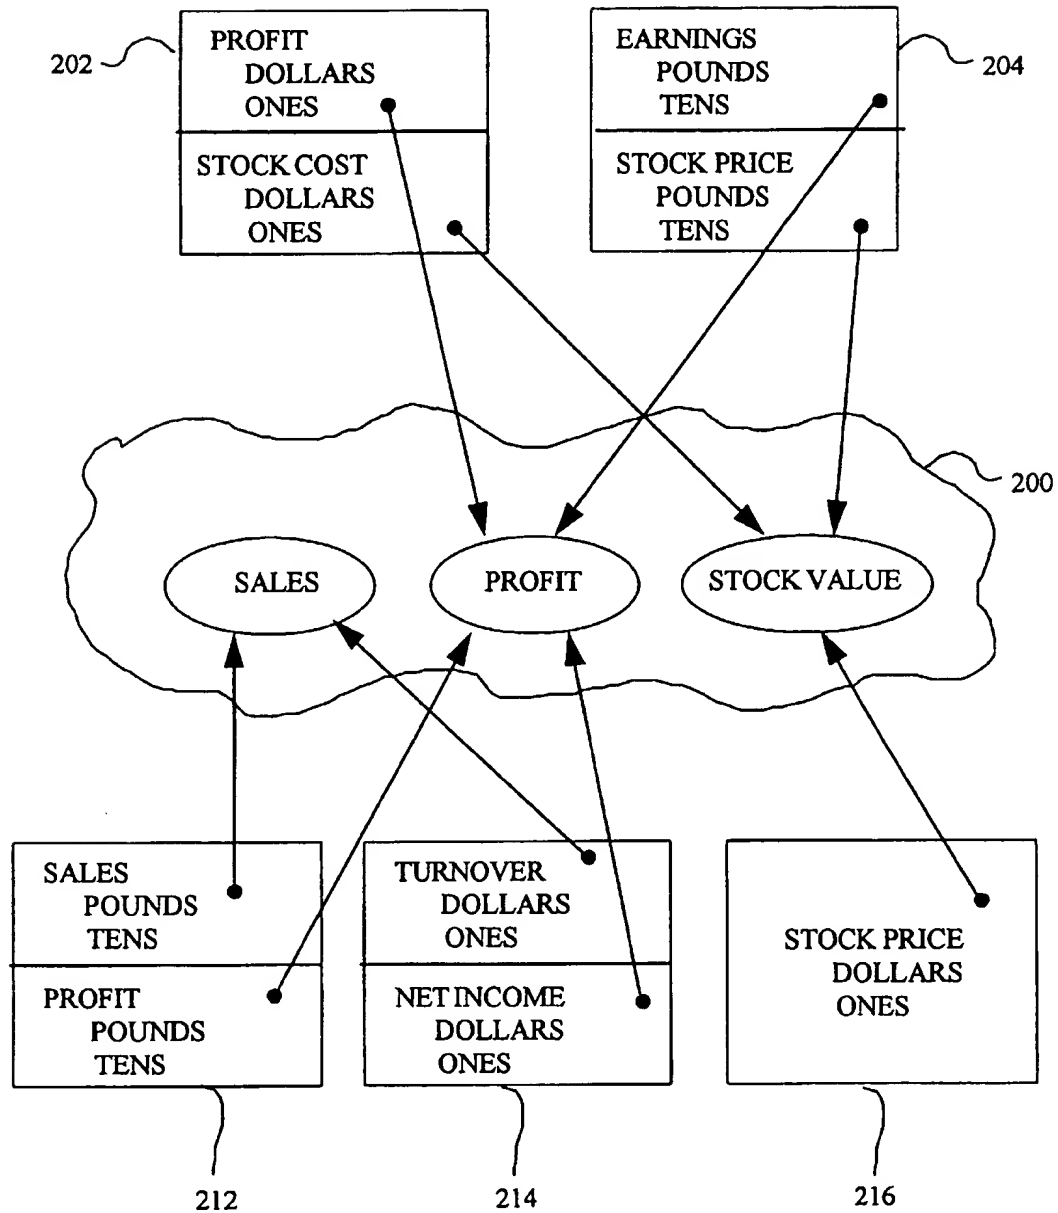 202
PROFIT
DOLLARS
ONES
STOCK COST
DOLLARS
ONES
EARNINGS
POUNDS
TENS
STOCK PRICE
POUNDS
TENS
204
200
SALES
PROFIT
STOCK VALUE
SALES
POUNDS
TENS
PROFIT
POUNDS
TENS
TURNOVER
DOLLARS
ONES
NET INCOME
DOLLARS
ONES
STOCK PRICE
DOLLARS
ONES
212
214
216